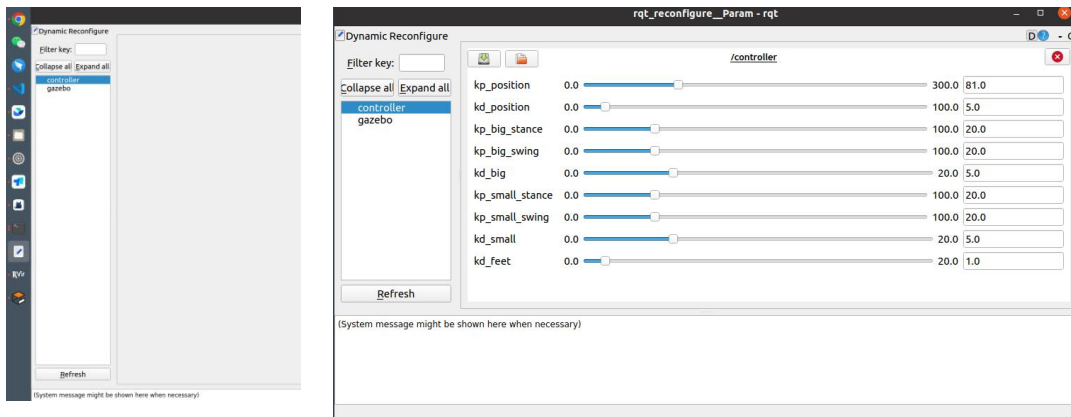 Dynamic Reconfigure
Filter key:
Collapse all Expand all
controller
gazebo
RViz
Refresh
(System message might be shown here when necessary)
rqt_reconfigure__Param - rqt
Dynamic Reconfigure
D
Filter key:
Collapse all Expand all
controller
gazebo
Refresh
/controller
kp_position 0.0 300.0 81.0
kd_position 0.0 100.0 5.0
kp_big_stance 0.0 100.0 20.0
kp_big_swing 0.0 100.0 20.0
kd_big 0.0 20.0 5.0
kp_small_stance 0.0 100.0 20.0
kp_small_swing 0.0 100.0 20.0
kd_small 0.0 20.0 5.0
kd_feet 0.0 20.0 1.0
(System message might be shown here when necessary)